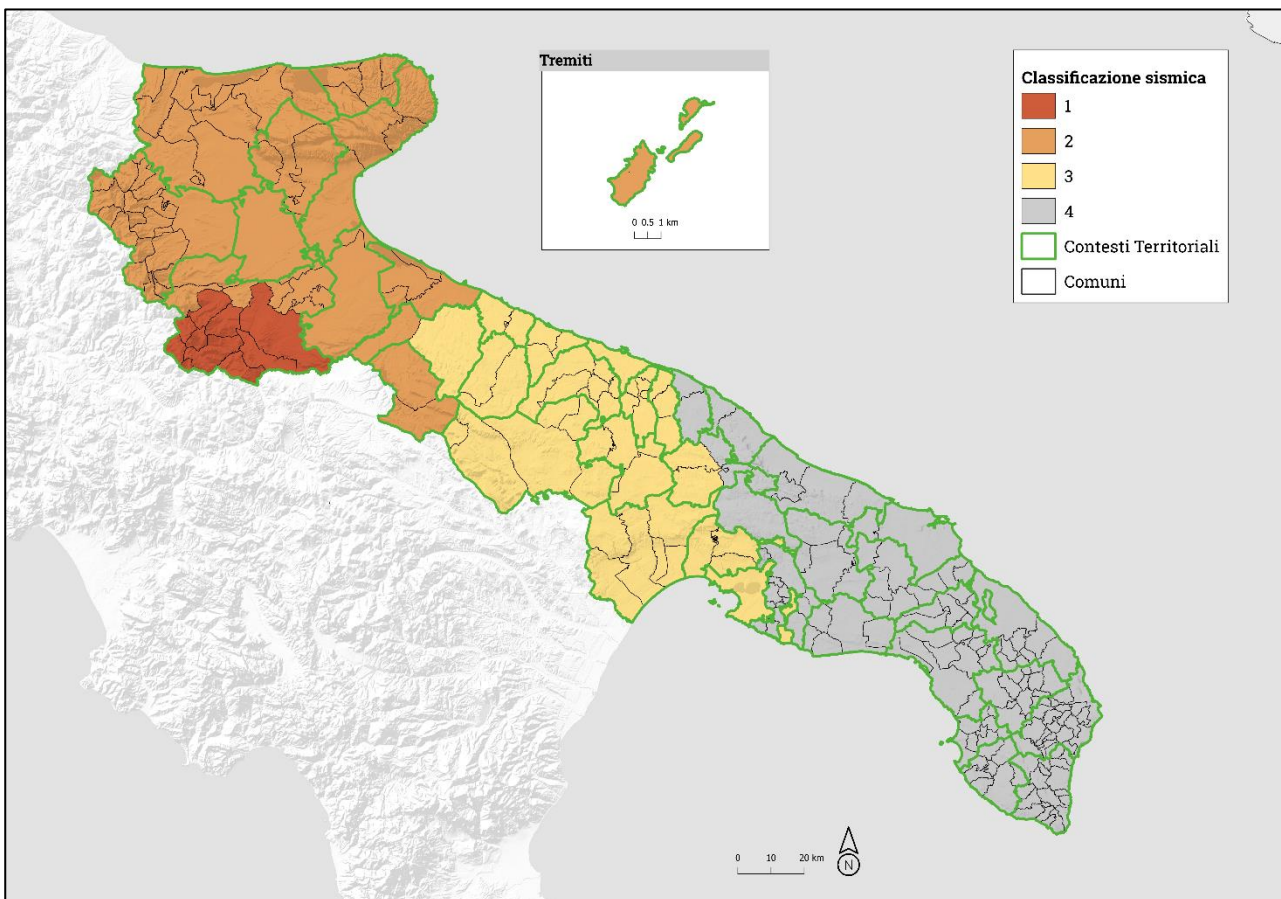 Tremiti
0 0.5 1 km
Classificazione sismica
1
2
3
4
Contesti Territoriali
Comuni
0 10 20 km
N